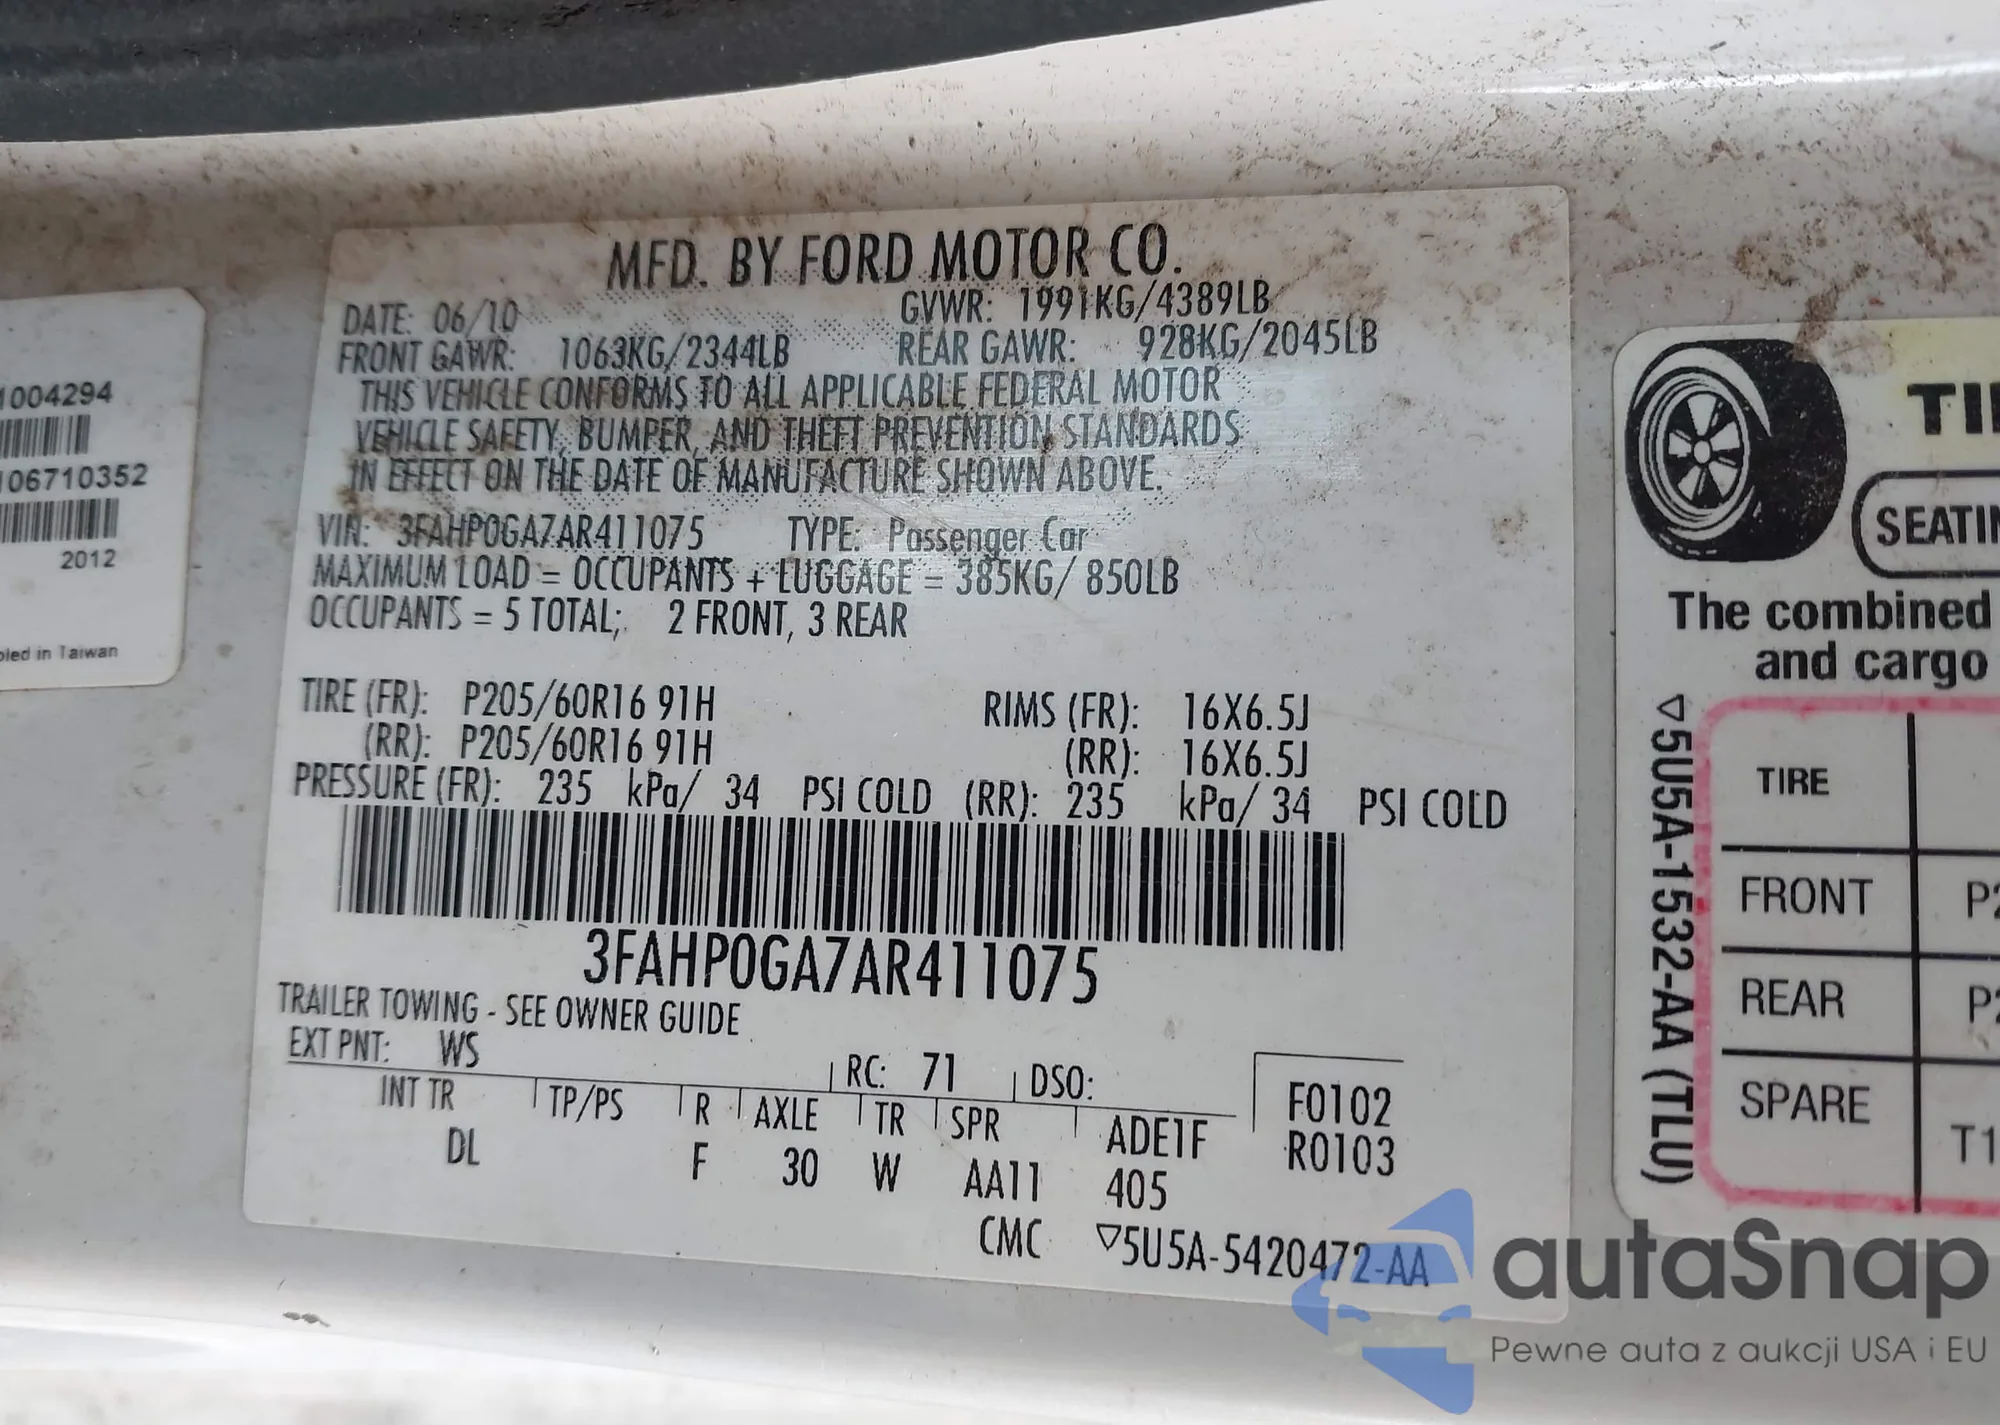 1004294
106710352
2012
bled in Taiwan
MFD. BY FORD MOTOR CO.
DATE: 06/10 GVWR: 1991KG/4389LB
FRONT GAWR: 1063KG/2344LB REAR GAWR: 928KG/2045LB
THIS VEHICLE CONFORMS TO ALL APPLICABLE FEDERAL MOTOR
VEHICLE SAFETY, BUMPER, AND THEFT PREVENTION STANDARDS
IN EFFECT ON THE DATE OF MANUFACTURE SHOWN ABOVE.
VIN: 3FAHP0GA7AR411075 TYPE: Passenger Car
MAXIMUM LOAD = OCCUPANTS + LUGGAGE = 385KG/ 850LB
OCCUPANTS = 5 TOTAL; 2 FRONT, 3 REAR
TIRE (FR): P205/60R16 91H RIMS (FR): 16X6.5J
(RR): P205/60R16 91H (RR): 16X6.5J
PRESSURE (FR): 235 kPa/ 34 PSI COLD (RR): 235 kPa/ 34 PSI COLD
3FAHP0GA7AR411075
TRAILER TOWING - SEE OWNER GUIDE
EXT PNT: WS RC: 71 DSO:
INT TR TP/PS R AXLE TR SPR ADE1F F0102
DL F 30 W AA11 405 R0103
CMC ▽5U5A-5420472-AA
TI
SEATIN
The combined
and cargo
▽5U5A-1532-AA (TLU)
TIRE
FRONT P2
REAR P2
SPARE T1
autaSnap
Pewne auta z aukcji USA i EU